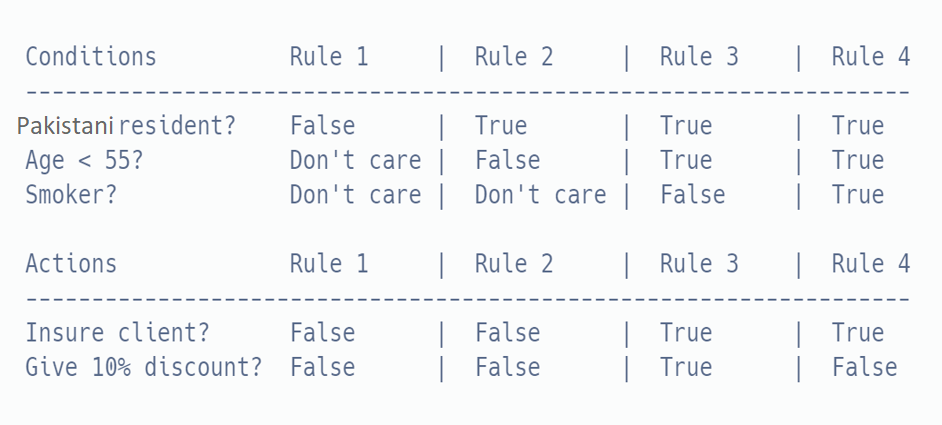 Conditions Rule 1 | Rule 2 | Rule 3 | Rule 4
-------------------------------------------------------------------
Pakistani resident? False | True | True | True
Age < 55? Don't care | False | True | True
Smoker? Don't care | Don't care | False | True
Actions Rule 1 | Rule 2 | Rule 3 | Rule 4
-------------------------------------------------------------------
Insure client? False | False | True | True
Give 10% discount? False | False | True | False